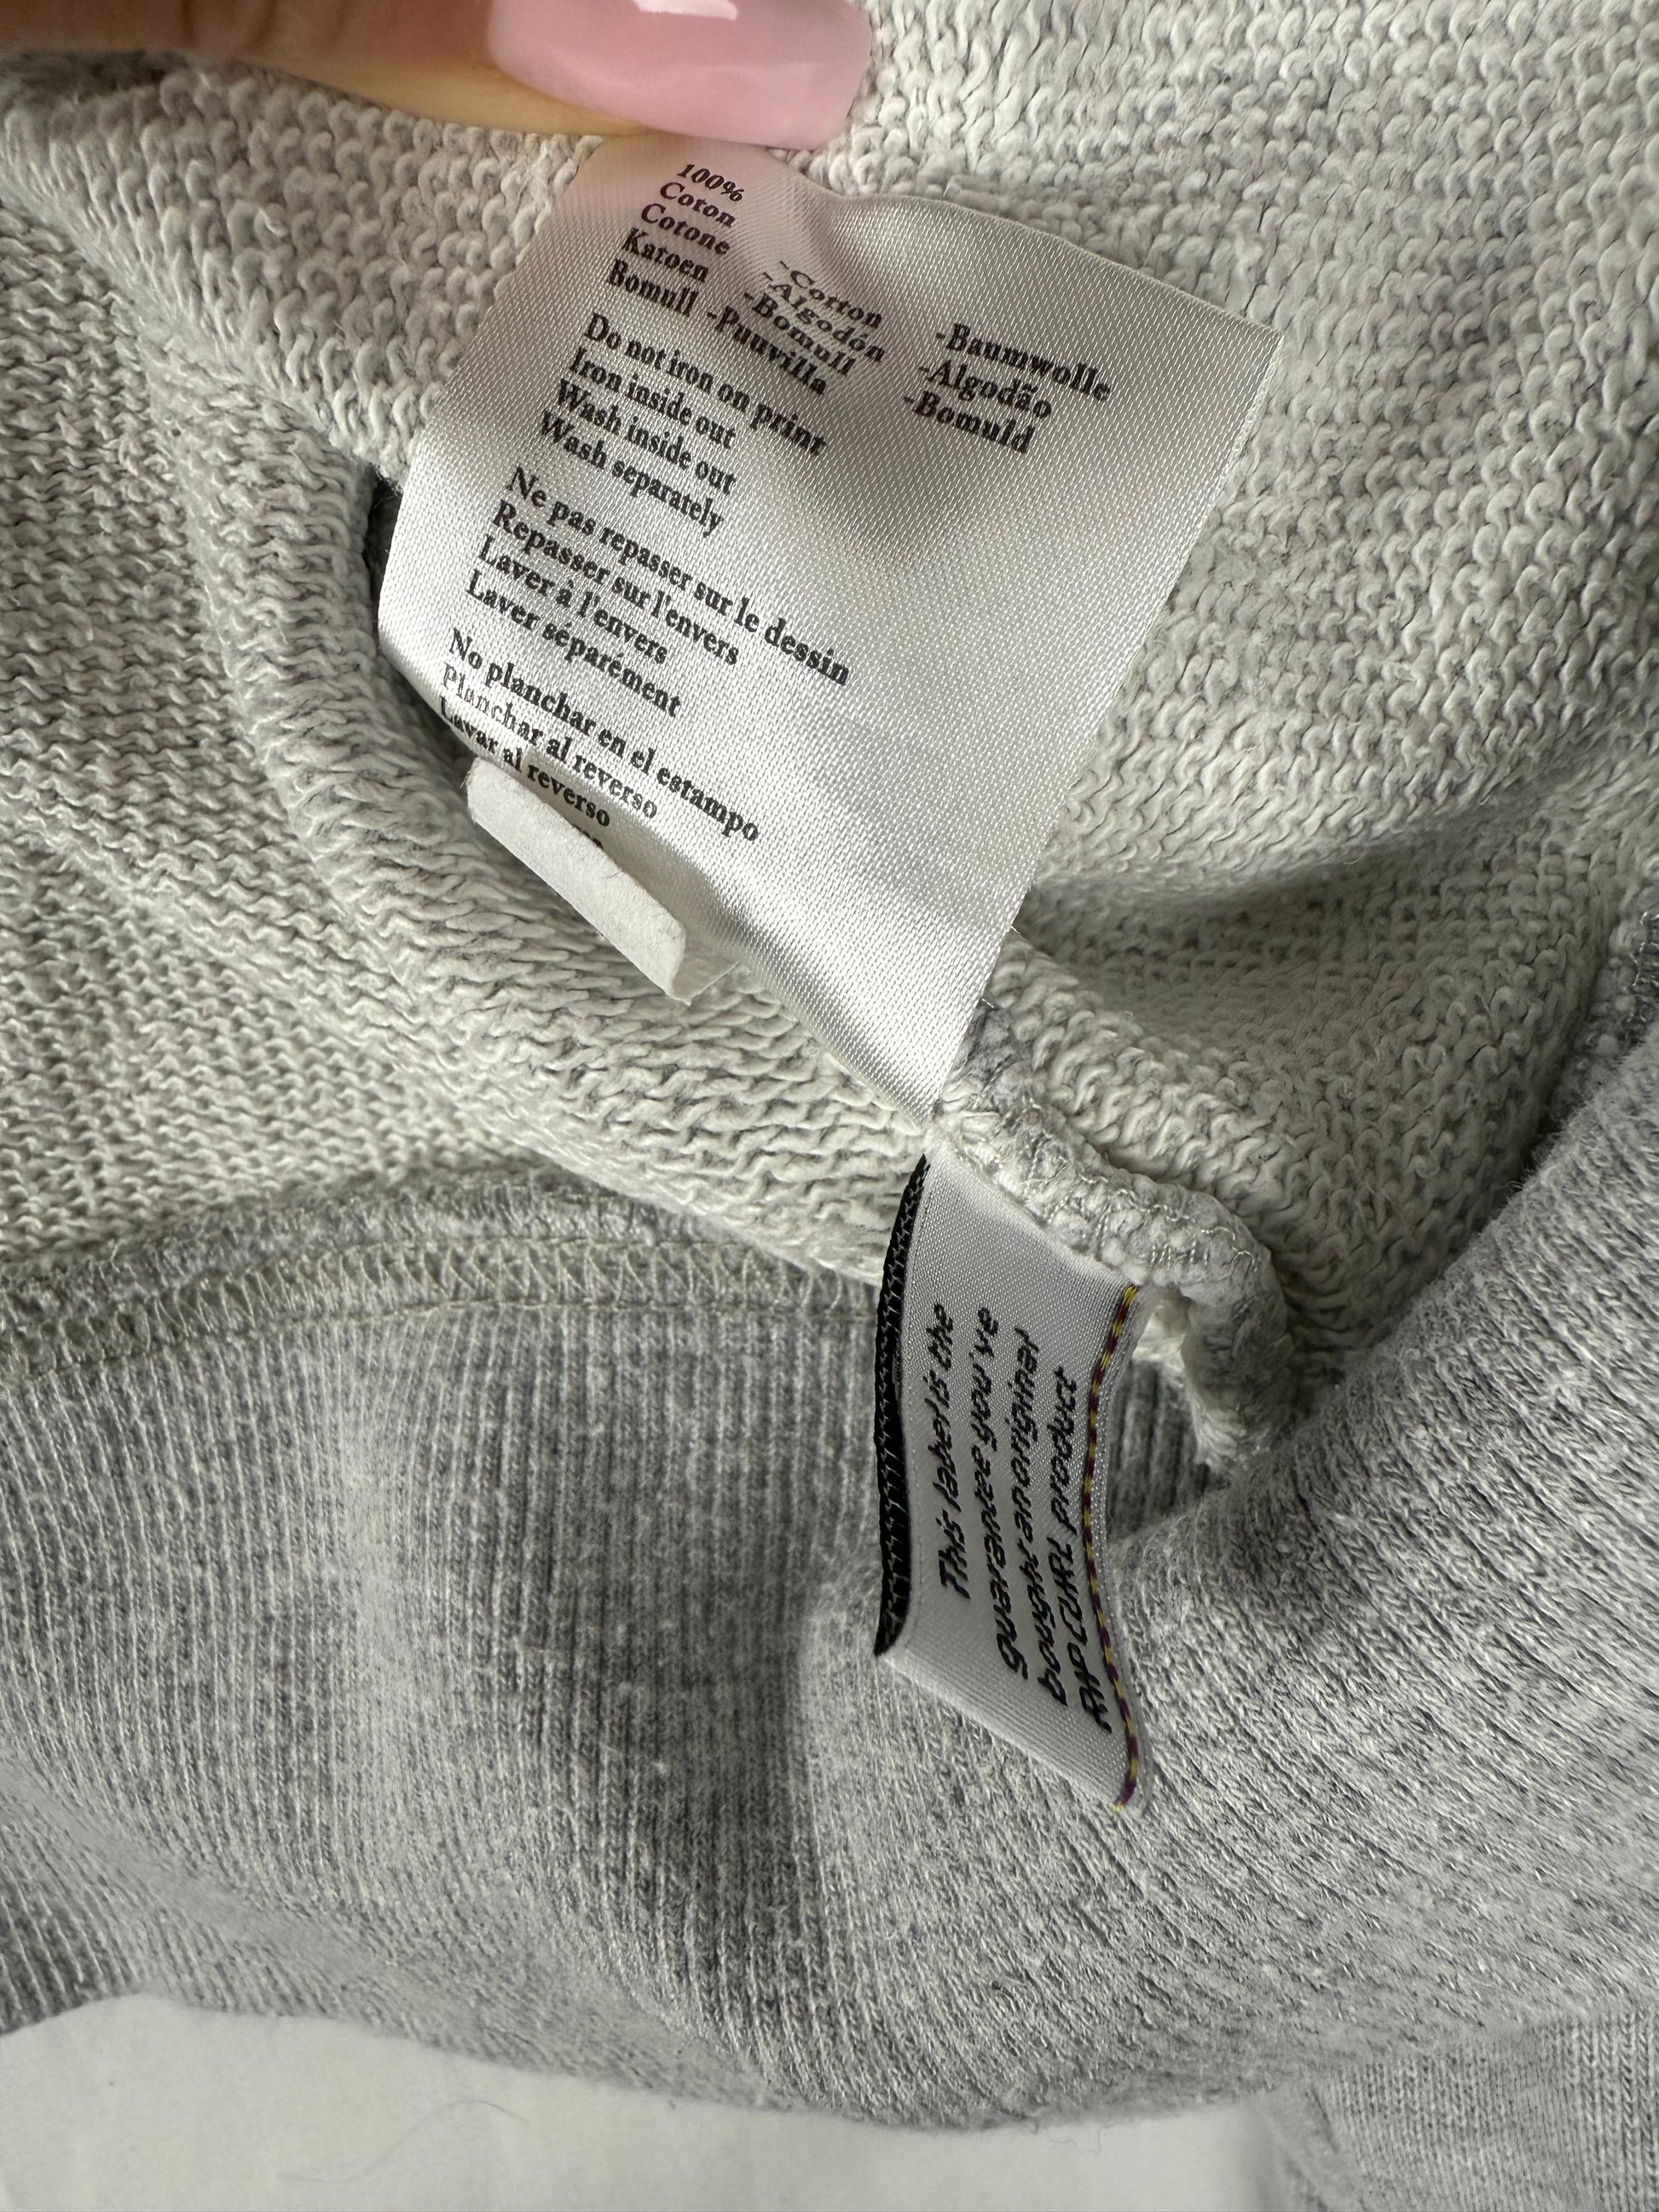 100%
Coton -Cotton -Baumwolle
Cotone -Algodón -Algodão
Katoen -Bomull -Bomuld
Bomull -Puuvilla
Do not iron on print
Iron inside out
Wash inside out
Wash separately
Ne pas repasser sur le dessin
Repasser sur l'envers
Laver à l'envers
Laver séparément
No planchar en el estampo
Planchar al reverso
Lavar al reverso
This label is the
guarantee you've
bought an original
RIP CURL product